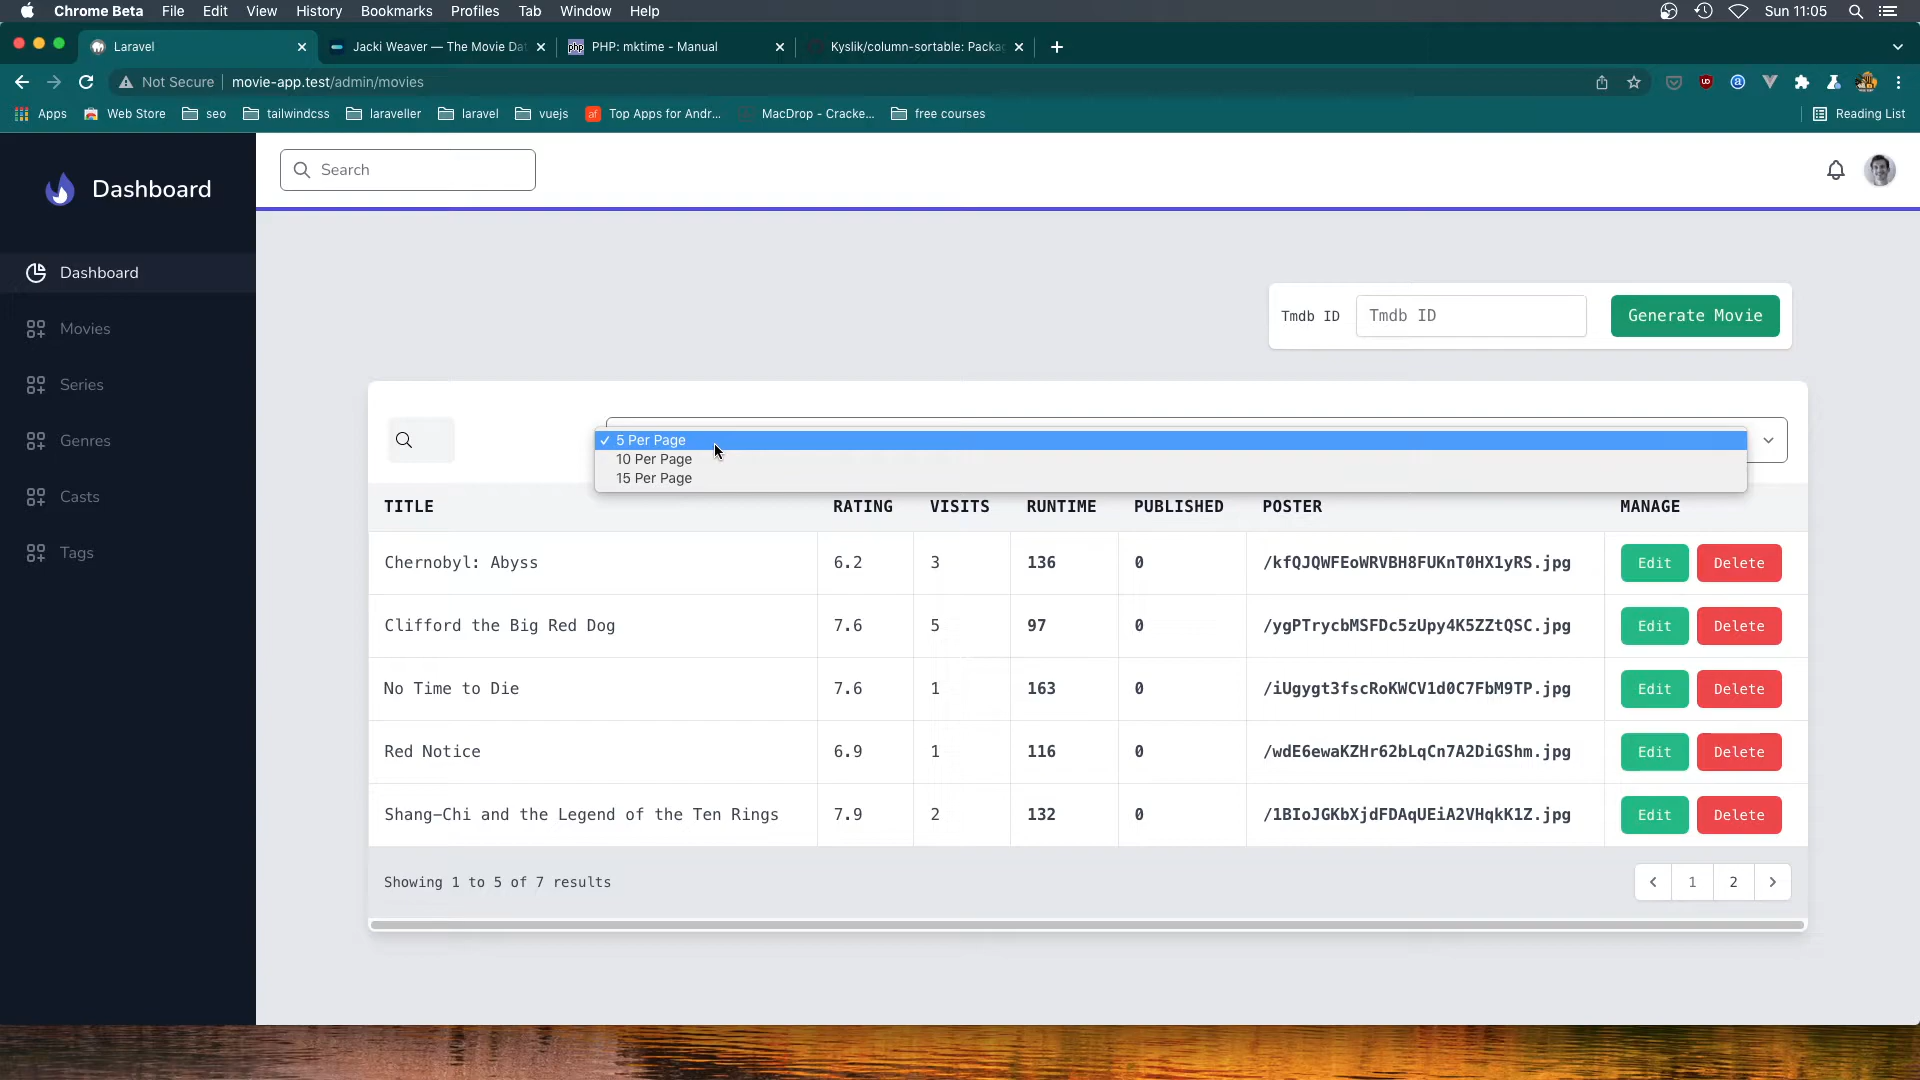 Chrome Beta File Edit View History Bookmarks Profiles Tab Window Help Sun 11:05
Laravel
Jacki Weaver — The Movie Dat
php PHP: mktime - Manual
Kyslik/column-sortable: Packa
Not Secure movie-app.test/admin/movies
Apps Web Store seo tailwindcss laraveller laravel vuejs af Top Apps for Andr... MacDrop - Cracke... free courses Reading List
Dashboard
Search
Dashboard
Movies
Series
Genres
Casts
Tags
Tmdb ID Tmdb ID Generate Movie
✓ 5 Per Page
10 Per Page
15 Per Page
TITLE RATING VISITS RUNTIME PUBLISHED POSTER MANAGE
Chernobyl: Abyss 6.2 3 136 0 /kfQJQWFEoWRVBH8FUKnT0HX1yRS.jpg Edit Delete
Clifford the Big Red Dog 7.6 5 97 0 /ygPTrycbMSFDc5zUpy4K5ZZtQSC.jpg Edit Delete
No Time to Die 7.6 1 163 0 /iUgygt3fscRoKWCV1d0C7FbM9TP.jpg Edit Delete
Red Notice 6.9 1 116 0 /wdE6ewaKZHr62bLqCn7A2DiGShm.jpg Edit Delete
Shang-Chi and the Legend of the Ten Rings 7.9 2 132 0 /1BIoJGKbXjdFDAqUEiA2VHqkK1Z.jpg Edit Delete
Showing 1 to 5 of 7 results 1 2